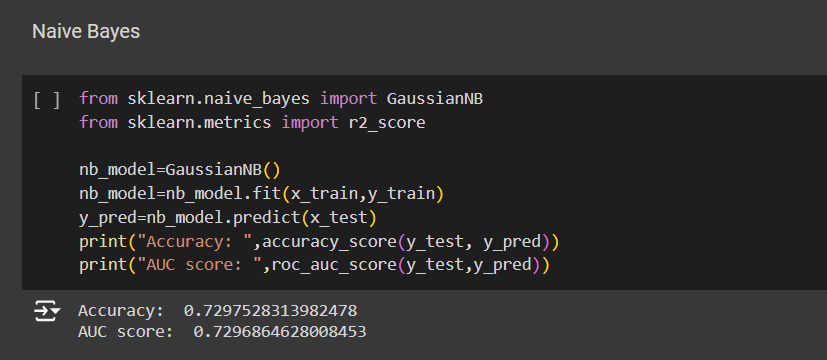 Naive Bayes
[ ] from sklearn.naive_bayes import GaussianNB
from sklearn.metrics import r2_score
nb_model=GaussianNB()
nb_model=nb_model.fit(x_train,y_train)
y_pred=nb_model.predict(x_test)
print("Accuracy: ",accuracy_score(y_test, y_pred))
print("AUC score: ",roc_auc_score(y_test,y_pred))
Accuracy:  0.7297528313982478
AUC score:  0.7296864628008453